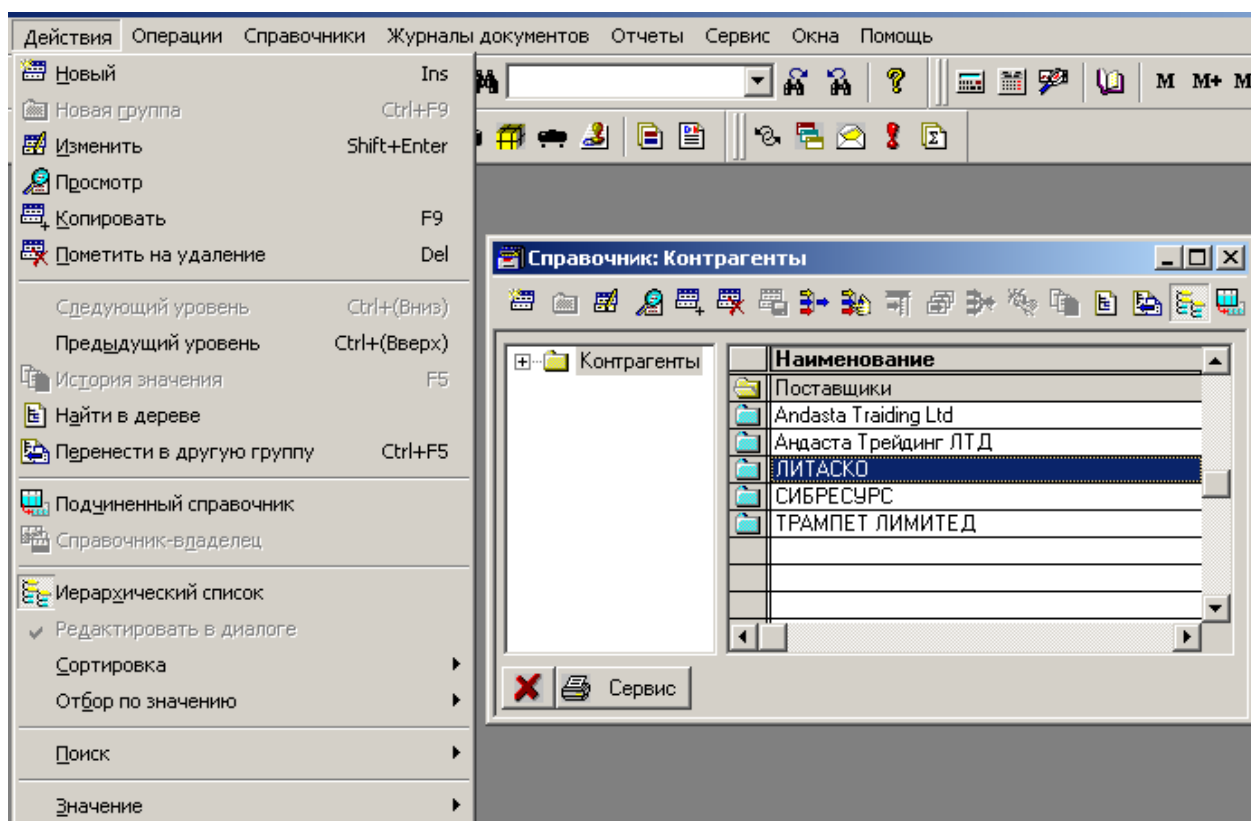 Действия Операции Справочники Журналы документов Отчеты Сервис Окна Помощь
M M+ M
Новый Ins
Новая группа Ctrl+F9
Изменить Shift+Enter
Просмотр
Копировать F9
Пометить на удаление Del
Следующий уровень Ctrl+(Вниз)
Предыдущий уровень Ctrl+(Вверх)
История значения F5
Найти в дереве
Перенести в другую группу Ctrl+F5
Подчиненный справочник
Справочник-владелец
Иерархический список
Редактировать в диалоге
Сортировка
Отбор по значению
Поиск
Значение
Справочник: Контрагенты
Контрагенты
Наименование
Поставщики
Andasta Traiding Ltd
Андаста Трейдинг ЛТД
ЛИТАСКО
СИБРЕСУРС
ТРАМПЕТ ЛИМИТЕД
Сервис